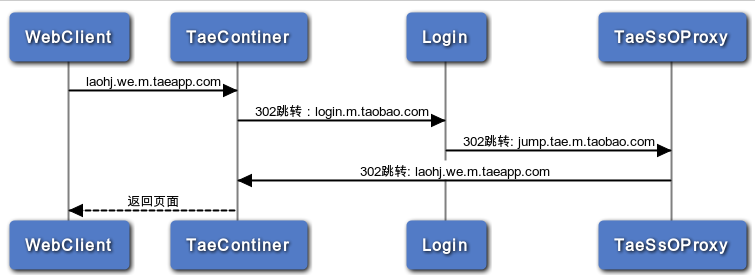 WebClient TaeContiner Login TaeSsOProxy
laohj.we.m.taeapp.com
302跳转：login.m.taobao.com
302跳转: jump.tae.m.taobao.com
302跳转: laohj.we.m.taeapp.com
返回页面
WebClient TaeContiner Login TaeSsOProxy